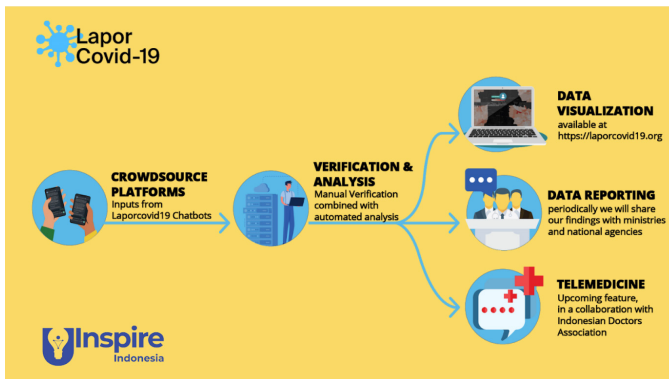 Lapor
Covid-19
CROWDSOURCE
PLATFORMS
Inputs from
Laporcovid19 Chatbots
VERIFICATION &
ANALYSIS
Manual Verification
combined with
automated analysis
DATA
VISUALIZATION
available at
https://laporcovid19.org
DATA REPORTING
periodically we will share
our findings with ministries
and national agencies
TELEMEDICINE
Upcoming feature,
in a collaboration with
Indonesian Doctors
Association
UInspire
Indonesia